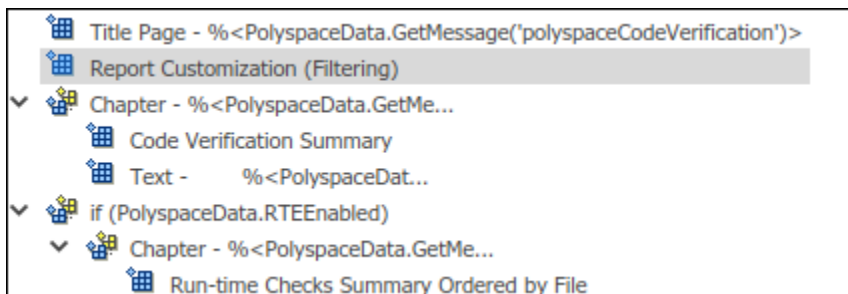 Title Page - %<PolyspaceData.GetMessage('polyspaceCodeVerification')>
Report Customization (Filtering)
Chapter - %<PolyspaceData.GetMe...
Code Verification Summary
Text - %<PolyspaceDat...
if (PolyspaceData.RTEEnabled)
Chapter - %<PolyspaceData.GetMe...
Run-time Checks Summary Ordered by File